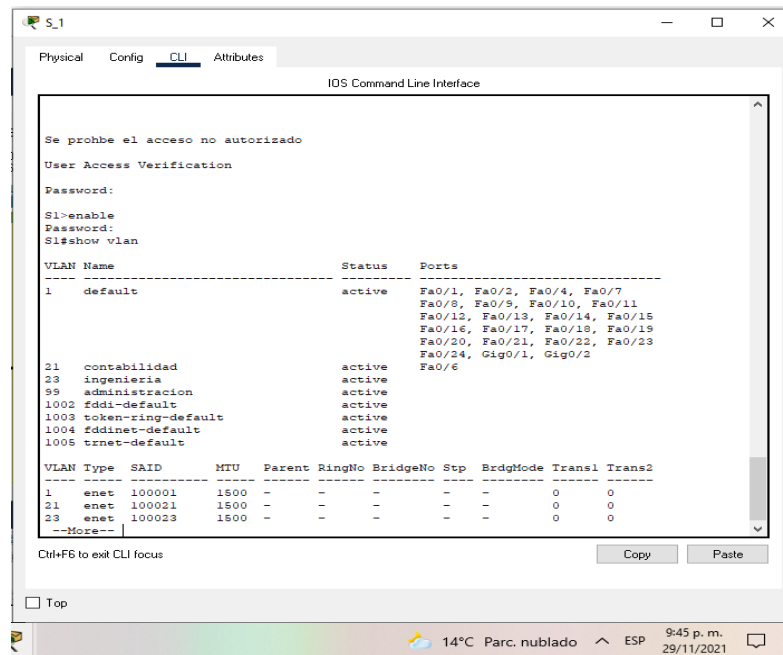 S_1
Physical Config CLI Attributes
IOS Command Line Interface
Se prohbe el acceso no autorizado
User Access Verification
Password:
S1>enable
Password:
S1#show vlan
VLAN Name Status Ports
---- -------------------------------- --------- -------------------------------
1 default active Fa0/1, Fa0/2, Fa0/4, Fa0/7
Fa0/8, Fa0/9, Fa0/10, Fa0/11
Fa0/12, Fa0/13, Fa0/14, Fa0/15
Fa0/16, Fa0/17, Fa0/18, Fa0/19
Fa0/20, Fa0/21, Fa0/22, Fa0/23
Fa0/24, Gig0/1, Gig0/2
21 contabilidad active Fa0/6
23 ingenieria active
99 administracion active
1002 fddi-default active
1003 token-ring-default active
1004 fddinet-default active
1005 trnet-default active
VLAN Type SAID MTU Parent RingNo BridgeNo Stp BrdgMode Trans1 Trans2
---- ----- ---------- ----- ------ ------ -------- ---- -------- ------ ------
1 enet 100001 1500 - - - - - 0 0
21 enet 100021 1500 - - - - - 0 0
23 enet 100023 1500 - - - - - 0 0
--More--
Ctrl+F6 to exit CLI focus
Copy
Paste
Top
14°C Parc. nublado
ESP
9:45 p. m.
29/11/2021